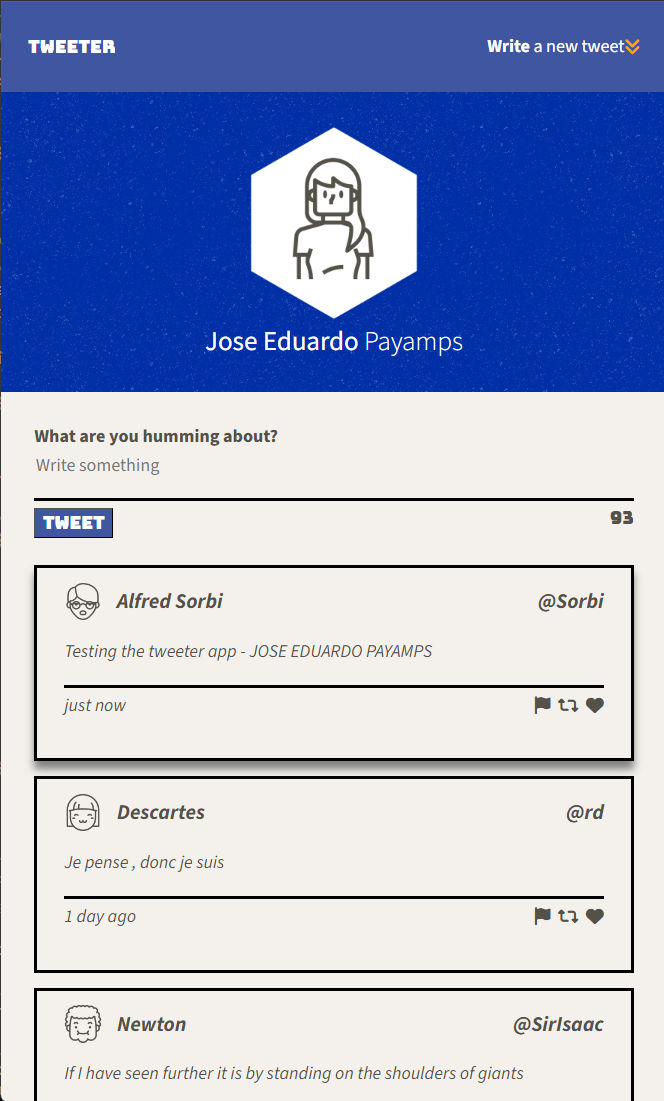 TWEETER
Write a new tweet
Jose Eduardo Payamps
What are you humming about?
Write something
TWEET
93
Alfred Sorbi
@Sorbi
Testing the tweeter app - JOSE EDUARDO PAYAMPS
just now
Descartes
@rd
Je pense , donc je suis
1 day ago
Newton
@SirIsaac
If I have seen further it is by standing on the shoulders of giants